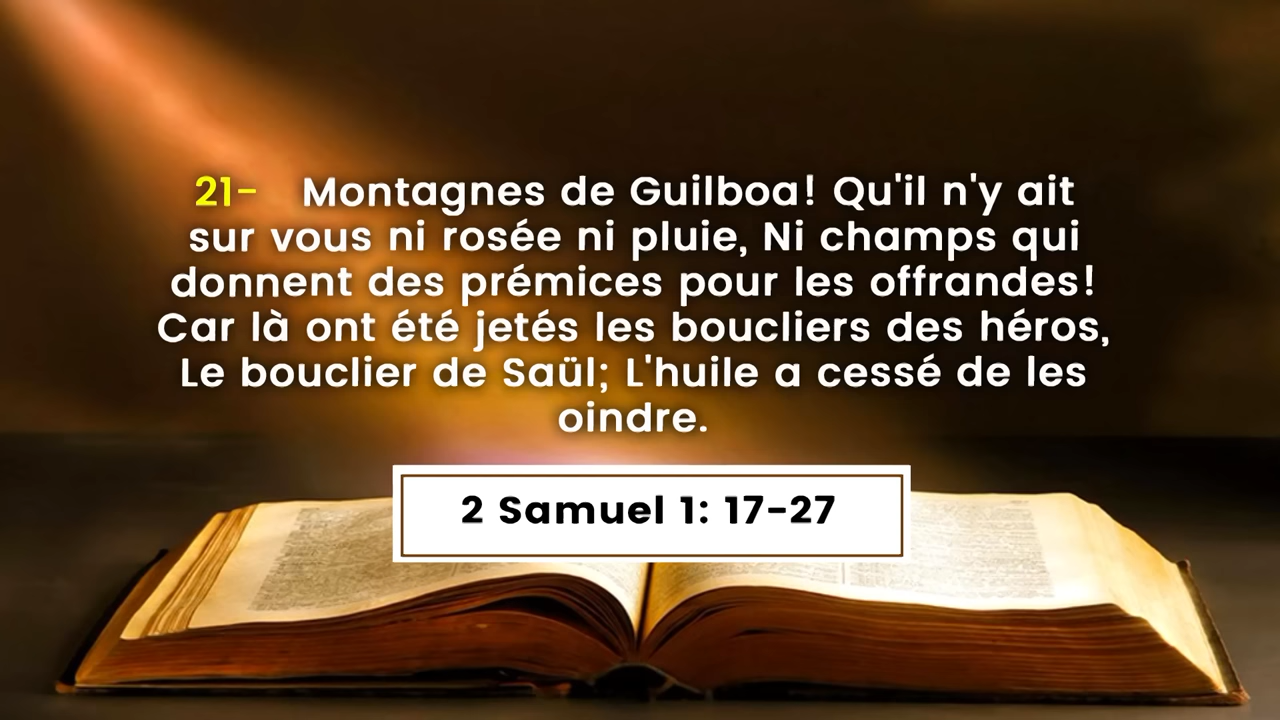 21- Montagnes de Guilboa! Qu'il n'y ait
sur vous ni rosée ni pluie, Ni champs qui
donnent des prémices pour les offrandes!
Car là ont été jetés les boucliers des héros,
Le bouclier de Saül; L'huile a cessé de les
oindre.
2 Samuel 1: 17-27